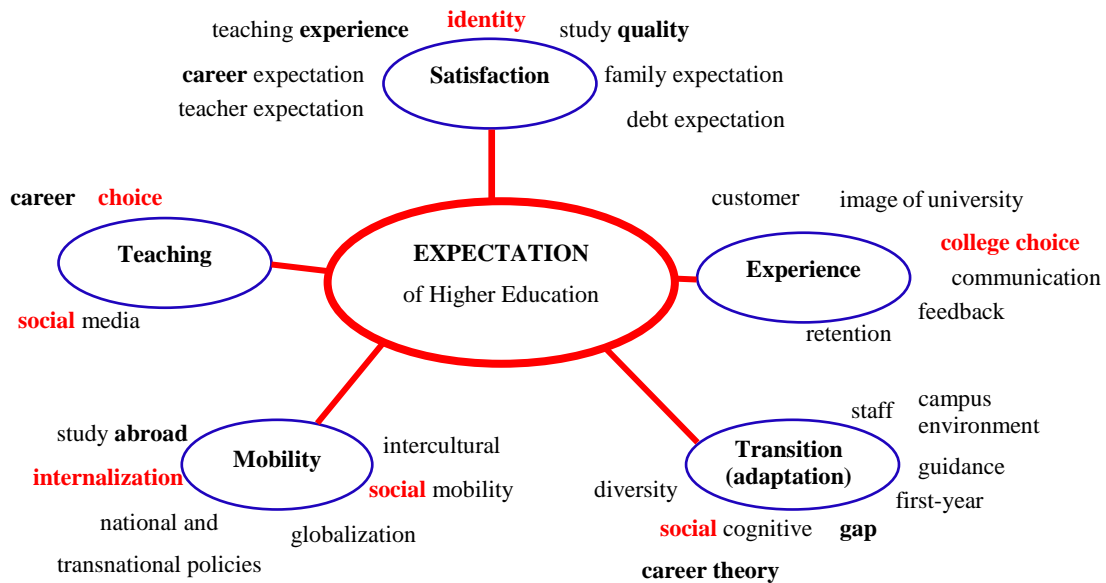 teaching experience
identity
study quality
career expectation
Satisfaction
family expectation
teacher expectation
debt expectation
career choice
Teaching
social media
EXPECTATION
of Higher Education
customer
image of university
college choice
Experience
communication
feedback
retention
study abroad
intercultural
Mobility
internalization
social mobility
national and
transnational policies
globalization
staff
campus
environment
Transition
(adaptation)
guidance
diversity
first-year
social cognitive
gap
career theory